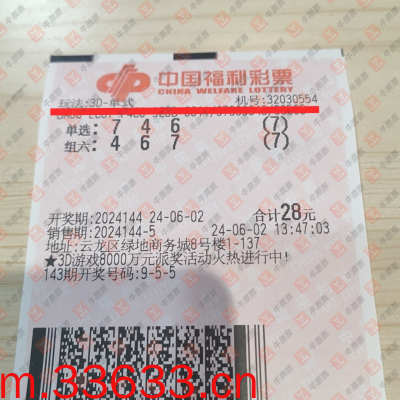 中国福利彩票
CHINA WELFARE LOTTERY
玩法:3D-单式 机号:32030554
单选: 7 4 6 (7)
组六: 4 6 7 (7)
开奖期:2024144 24-06-02 合计28元
销售期:2024144-5 24-06-02 13:47:03
地址:云龙区绿地商务城8号楼1-137
★3D游戏8000万元派奖活动火热进行中!
143期开奖号码:9-5-5
m.33633.cn